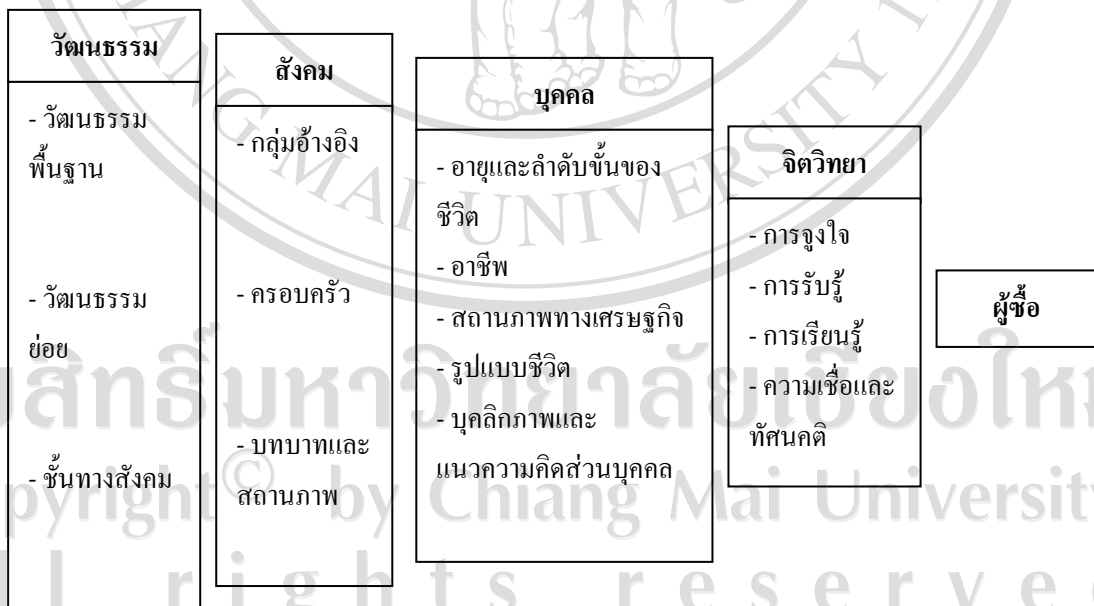 วัฒนธรรม
- วัฒนธรรม
พื้นฐาน
- วัฒนธรรม
ย่อย
- ชั้นทางสังคม
สังคม
- กลุ่มอ้างอิง
- ครอบครัว
- บทบาทและ
สถานภาพ
บุคคล
- อายุและลำดับขั้นของ
ชีวิต
- อาชีพ
- สถานภาพทางเศรษฐกิจ
- รูปแบบชีวิต
- บุคลิกภาพและ
แนวความคิดส่วนบุคคล
จิตวิทยา
- การจูงใจ
- การรับรู้
- การเรียนรู้
- ความเชื่อและ
ทัศนคติ
ผู้ซื้อ
ANG MAI UNIVERSITY 1
สิทธิ์มหาวิทยาลัยเชียงใหม่
pyright© by Chiang Mai University
l rights reserve